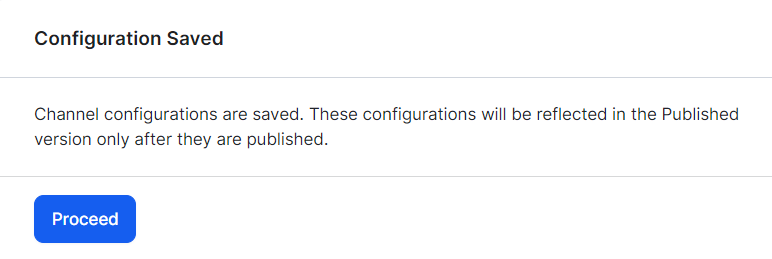 Configuration Saved
Channel configurations are saved. These configurations will be reflected in the Published
version only after they are published.
Proceed